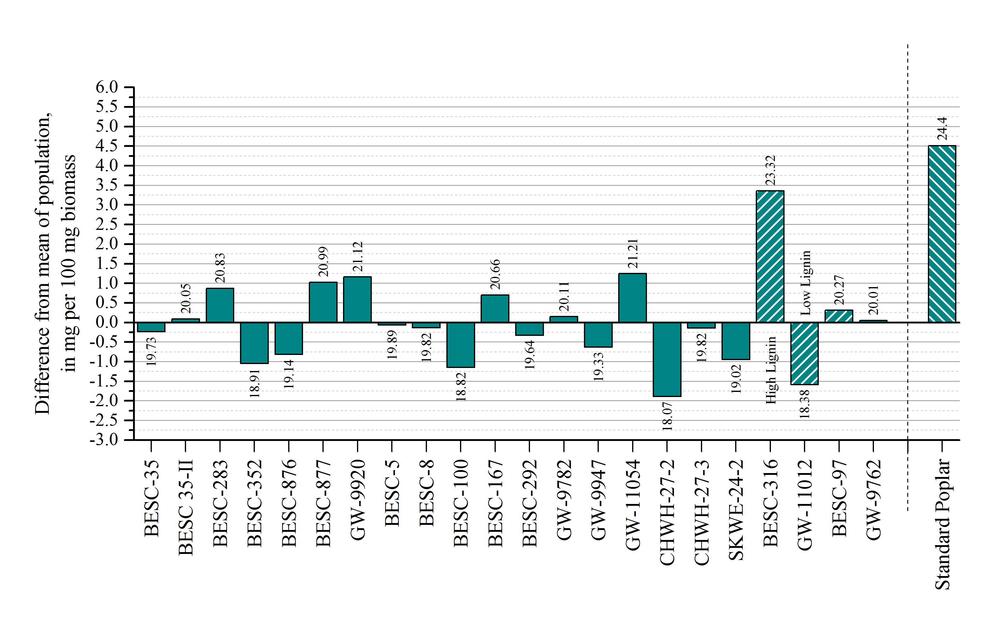 Difference from mean of population,
in mg per 100 mg biomass
6.0
5.5
5.0
4.5
4.0
3.5
3.0
2.5
2.0
1.5
1.0
0.5
0.0
-0.5
-1.0
-1.5
-2.0
-2.5
-3.0
19.73
20.05
20.83
18.91
19.14
20.99
21.12
19.89
19.82
18.82
20.66
19.64
20.11
19.33
21.21
18.07
19.82
19.02
23.32
High Lignin
Low Lignin
18.38
20.27
20.01
24.4
BESC-35
BESC 35-II
BESC-283
BESC-352
BESC-876
BESC-877
GW-9920
BESC-5
BESC-8
BESC-100
BESC-167
BESC-292
GW-9782
GW-9947
GW-11054
CHWH-27-2
CHWH-27-3
SKWE-24-2
BESC-316
GW-11012
BESC-97
GW-9762
Standard Poplar